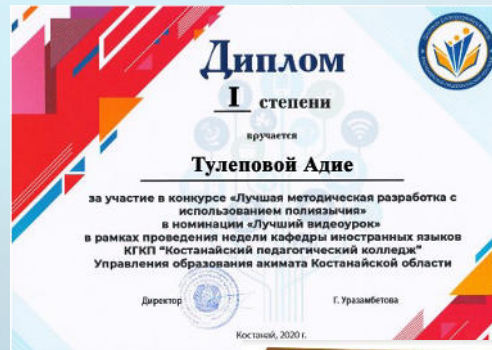 Диплом
I степени
вручается
Тулеповой Адие
за участие в конкурсе «Лучшая методическая разработка с
использованием полиязычия»
в номинации «Лучший видеоурок»
в рамках проведения недели кафедры иностранных языков
КГКП "Костанайский педагогический колледж"
Управления образования акимата Костанайской области
Директор Г. Уразамбетова
Костанай, 2020 г.